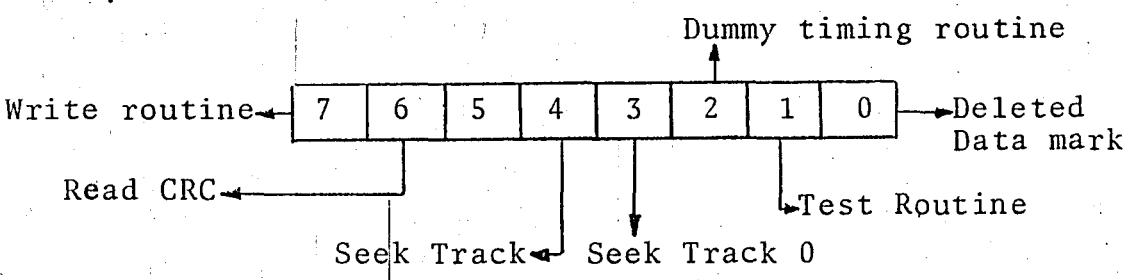 Dummy timing routine
Write routine 7 6 5 4 3 2 1 0 Deleted
Data mark
Read CRC
Test Routine
Seek Track Seek Track 0